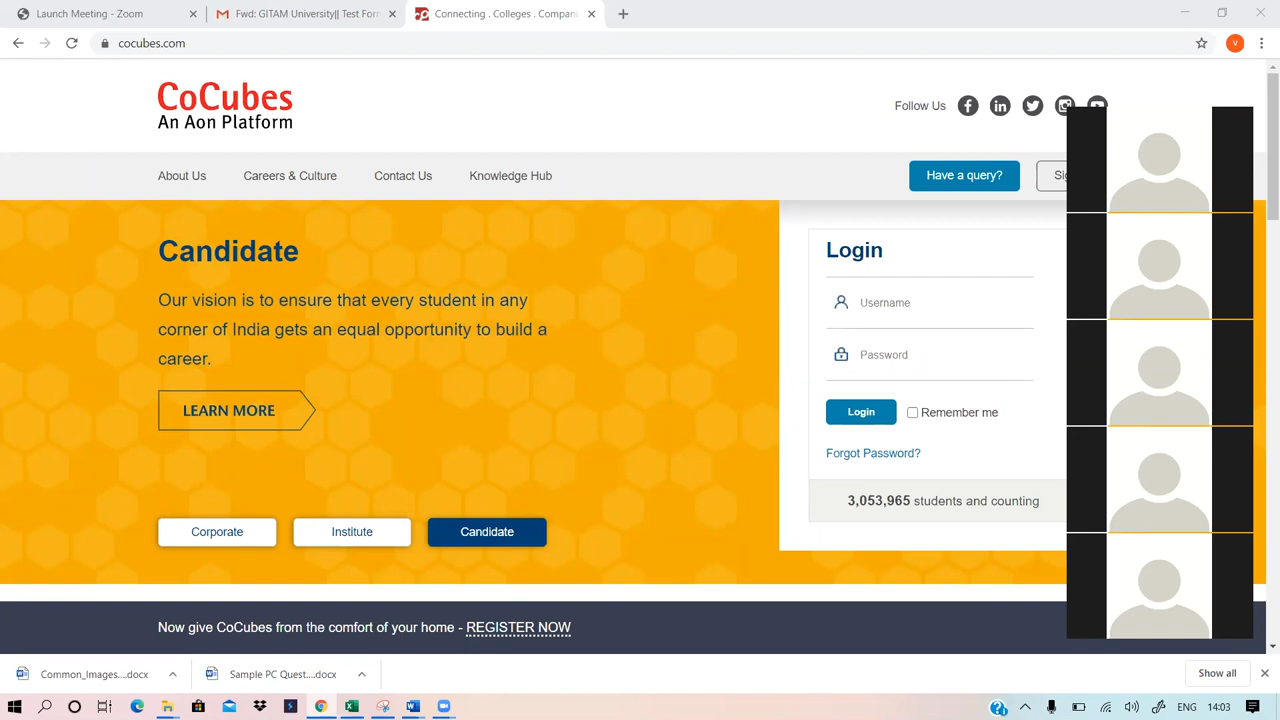 Launch Meeting - Zoom
Fwd: GITAM University|| Test Form
Connecting . Colleges . Compani
cocubes.com
V
CoCubes
An Aon Platform
Follow Us
About Us
Careers & Culture
Contact Us
Knowledge Hub
Have a query?
Candidate
Our vision is to ensure that every student in any
corner of India gets an equal opportunity to build a
career.
LEARN MORE
Corporate
Institute
Candidate
Login
Username
Password
Login
Remember me
Forgot Password?
3,053,965 students and counting
Now give CoCubes from the comfort of your home - REGISTER NOW
Common_Images....docx
Sample PC Quest....docx
Show all
ENG
14:03